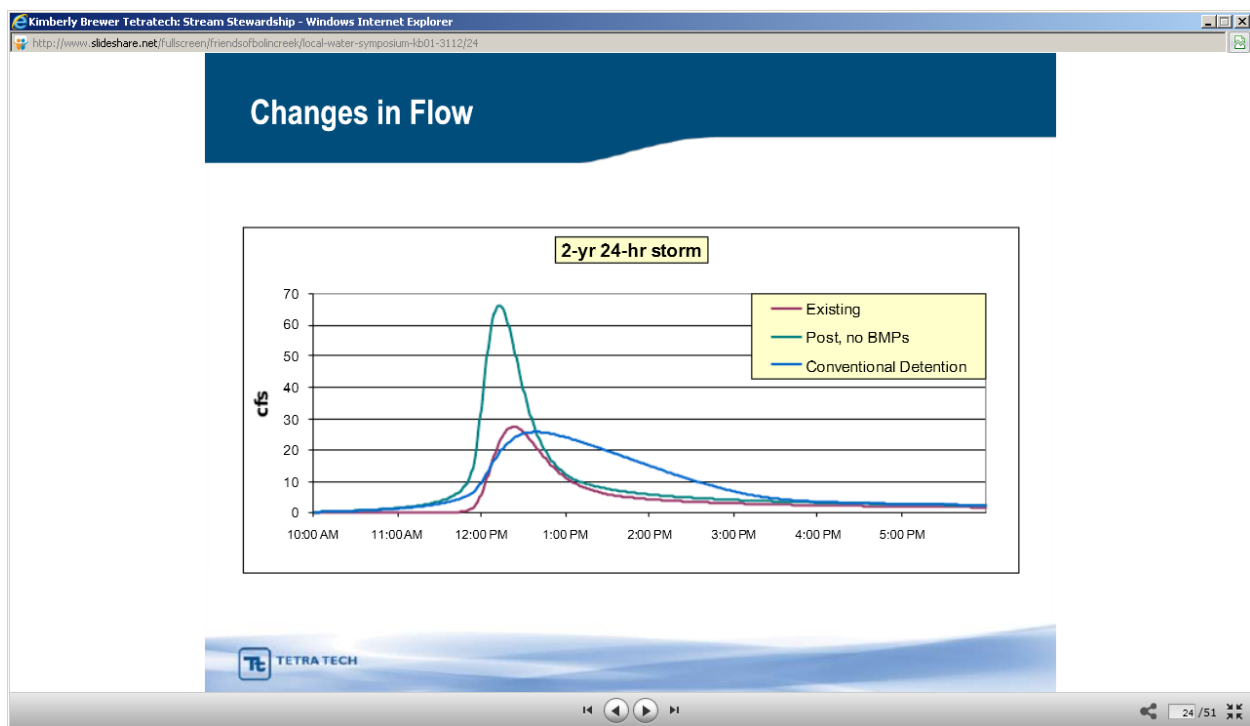 Kimberly Brewer Tetratech: Stream Stewardship - Windows Internet Explorer
http://www.slideshare.net/fullscreen/friendsofbolincreek/local-water-symposium-kb01-3112/24
Changes in Flow
2-yr 24-hr storm
70
60
50
40
30
20
10
0
cfs
Existing
Post, no BMPs
Conventional Detention
10:00 AM 11:00 AM 12:00 PM 1:00 PM 2:00 PM 3:00 PM 4:00 PM 5:00 PM
Tt TETRA TECH
24 /51